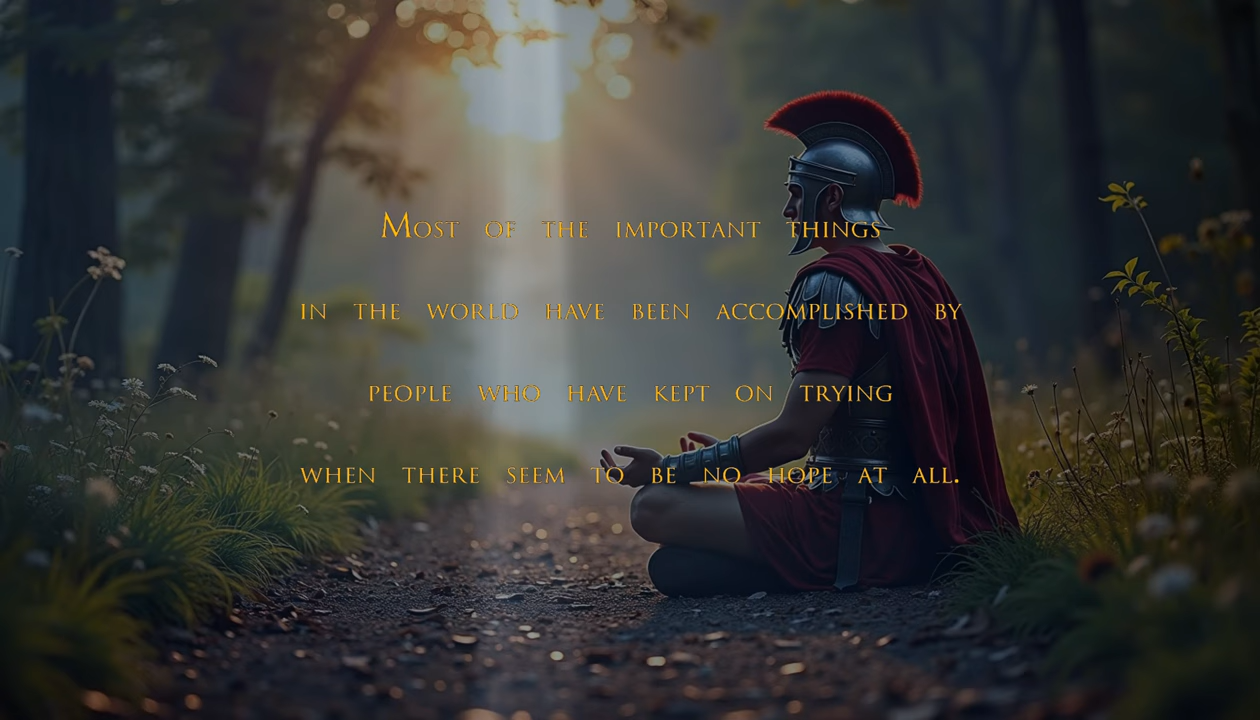 Most of the important things
in the world have been accomplished by
people who have kept on trying
when there seem to be no hope at all.